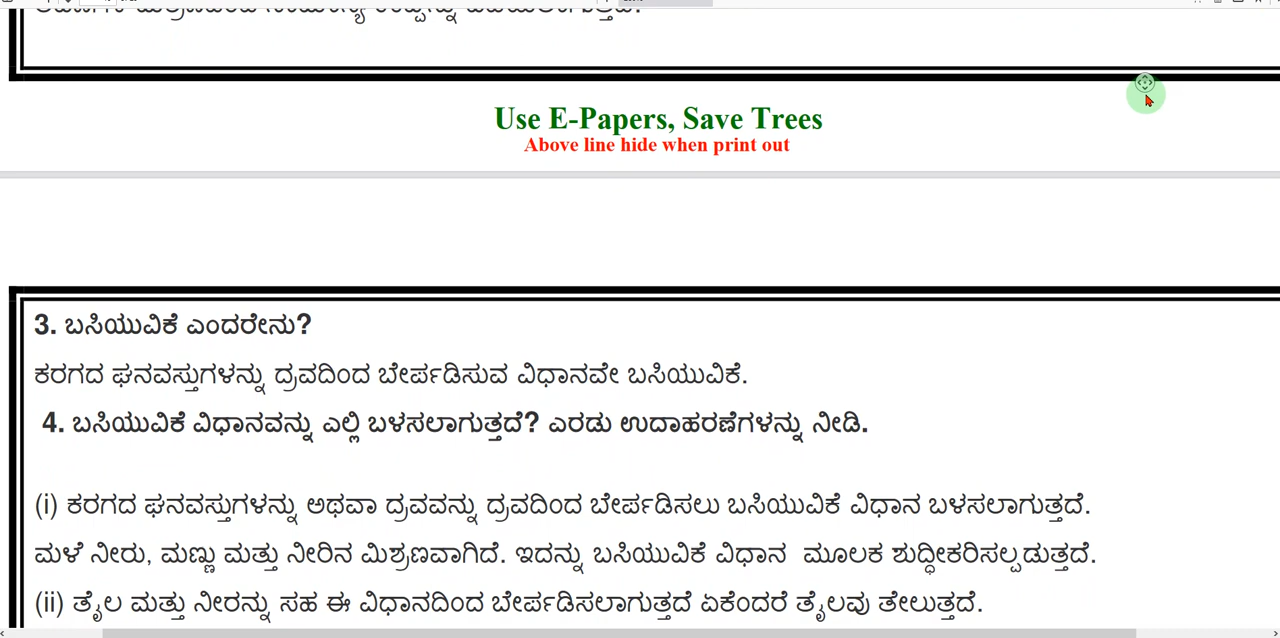 Use E-Papers, Save Trees
Above line hide when print out
3. ಬಸಿಯುವಿಕೆ ಎಂದರೇನು?
ಕರಗದ ಘನವಸ್ತುಗಳನ್ನು ದ್ರವದಿಂದ ಬೇರ್ಪಡಿಸುವ ವಿಧಾನವೇ ಬಸಿಯುವಿಕೆ.
4. ಬಸಿಯುವಿಕೆ ವಿಧಾನವನ್ನು ಎಲ್ಲಿ ಬಳಸಲಾಗುತ್ತದೆ? ಎರಡು ಉದಾಹರಣೆಗಳನ್ನು ನೀಡಿ.
(i) ಕರಗದ ಘನವಸ್ತುಗಳನ್ನು ಅಥವಾ ದ್ರವವನ್ನು ದ್ರವದಿಂದ ಬೇರ್ಪಡಿಸಲು ಬಸಿಯುವಿಕೆ ವಿಧಾನ ಬಳಸಲಾಗುತ್ತದೆ.
ಮಳೆ ನೀರು, ಮಣ್ಣು ಮತ್ತು ನೀರಿನ ಮಿಶ್ರಣವಾಗಿದೆ. ಇದನ್ನು ಬಸಿಯುವಿಕೆ ವಿಧಾನ ಮೂಲಕ ಶುದ್ಧೀಕರಿಸಲ್ಪಡುತ್ತದೆ.
(ii) ತೈಲ ಮತ್ತು ನೀರನ್ನು ಸಹ ಈ ವಿಧಾನದಿಂದ ಬೇರ್ಪಡಿಸಲಾಗುತ್ತದೆ ಏಕೆಂದರೆ ತೈಲವು ತೇಲುತ್ತದೆ.